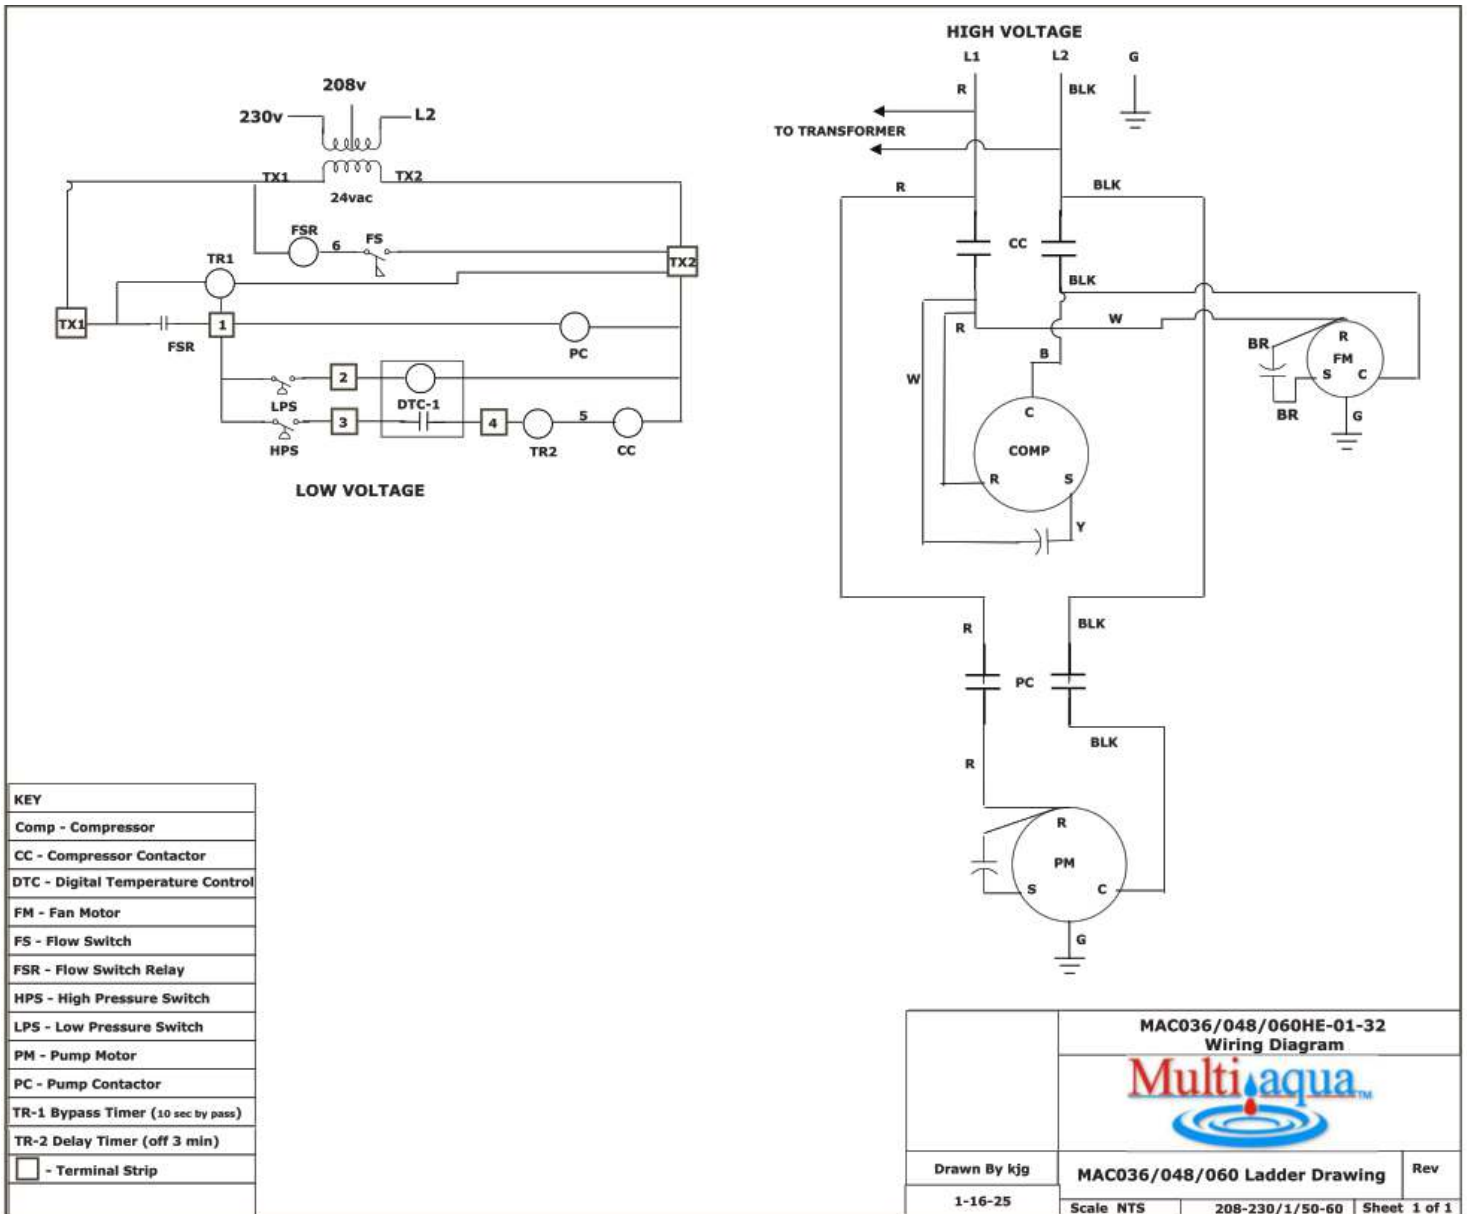 HIGH VOLTAGE
L1 L2 G
R BLK
TO TRANSFORMER
R BLK
CC
BLK
R W
BR R
FM
S C
BR G
B
W
C
COMP
R S
Y
R BLK
PC
BLK
R
R
PM
S C
G
208v
230v L2
TX1 TX2
24vac
FSR 6 FS
TR1 TX2
TX1 1
FSR PC
2
LPS DTC-1
3 4 5
HPS TR2 CC
LOW VOLTAGE
KEY
Comp - Compressor
CC - Compressor Contactor
DTC - Digital Temperature Control
FM - Fan Motor
FS - Flow Switch
FSR - Flow Switch Relay
HPS - High Pressure Switch
LPS - Low Pressure Switch
PM - Pump Motor
PC - Pump Contactor
TR-1 Bypass Timer (10 sec by pass)
TR-2 Delay Timer (off 3 min)
- Terminal Strip
MAC036/048/060HE-01-32
Wiring Diagram
Multiaqua TM
Drawn By kjg
MAC036/048/060 Ladder Drawing
Rev
1-16-25
Scale NTS 208-230/1/50-60 Sheet 1 of 1